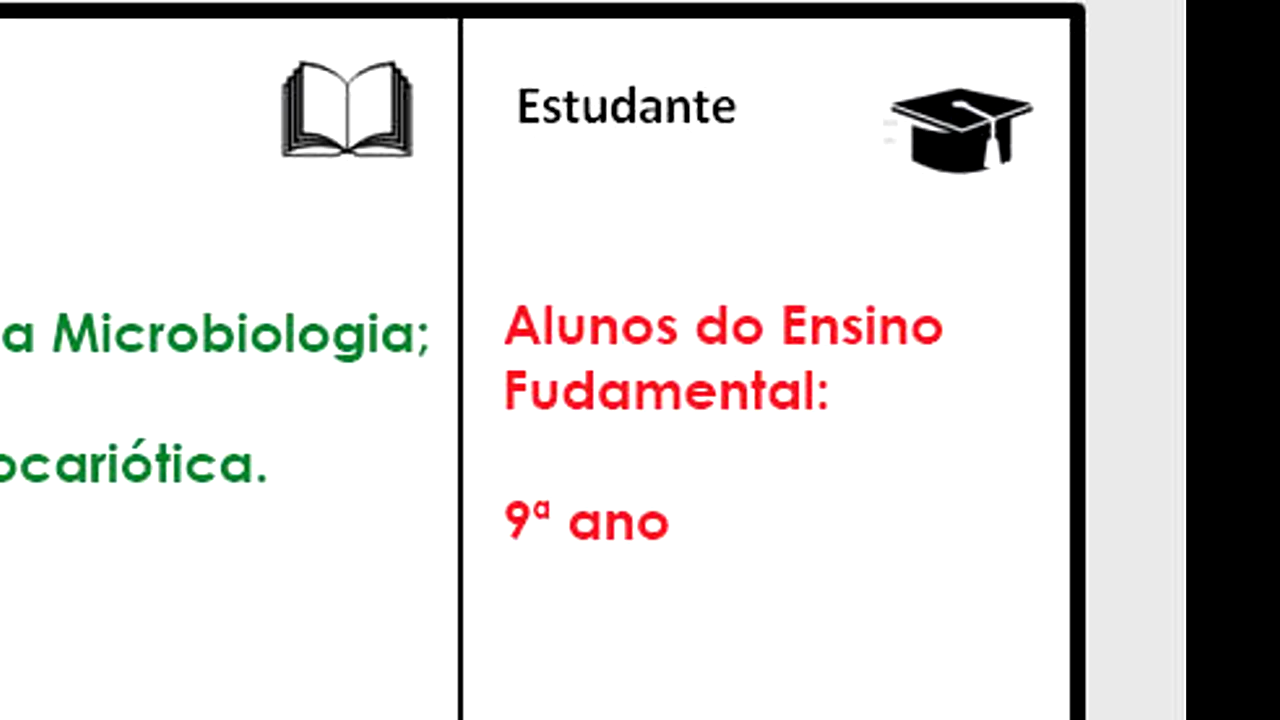 a Microbiologia;
ocariótica.
Estudante
Alunos do Ensino
Fudamental:
9ª ano